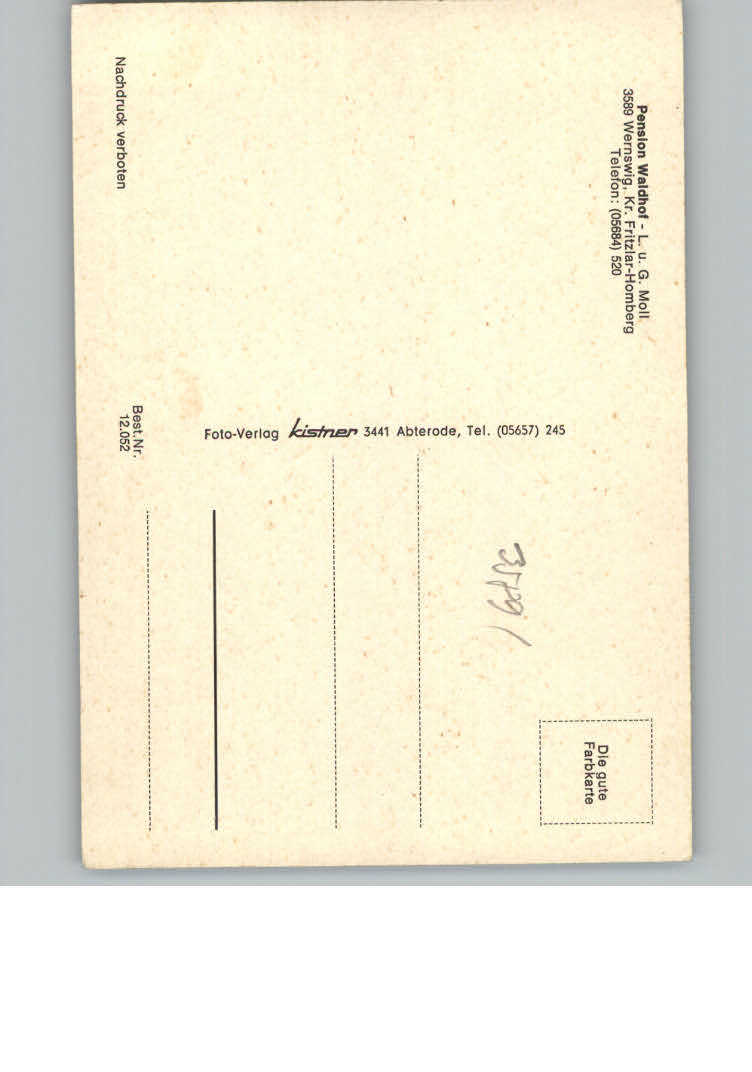 Pension Waldhof - L. u. G. Moll
3589 Wernswig, Kr. Fritzlar-Homberg
Telefon: (05684) 520
Nachdruck verboten
Best.Nr.
12.052
Foto-Verlag kistner 3441 Abterode, Tel. (05657) 245
3589/
Die gute
Farbkarte